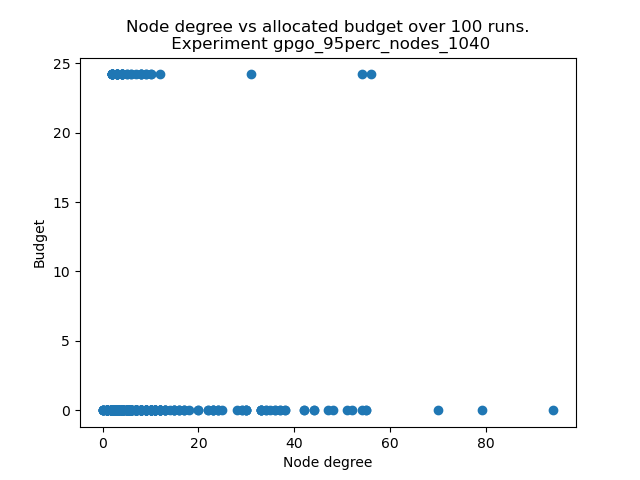 Node degree vs allocated budget over 100 runs.
Experiment gpgo_95perc_nodes_1040
25
20
15
10
5
0
Budget
0 20 40 60 80
Node degree